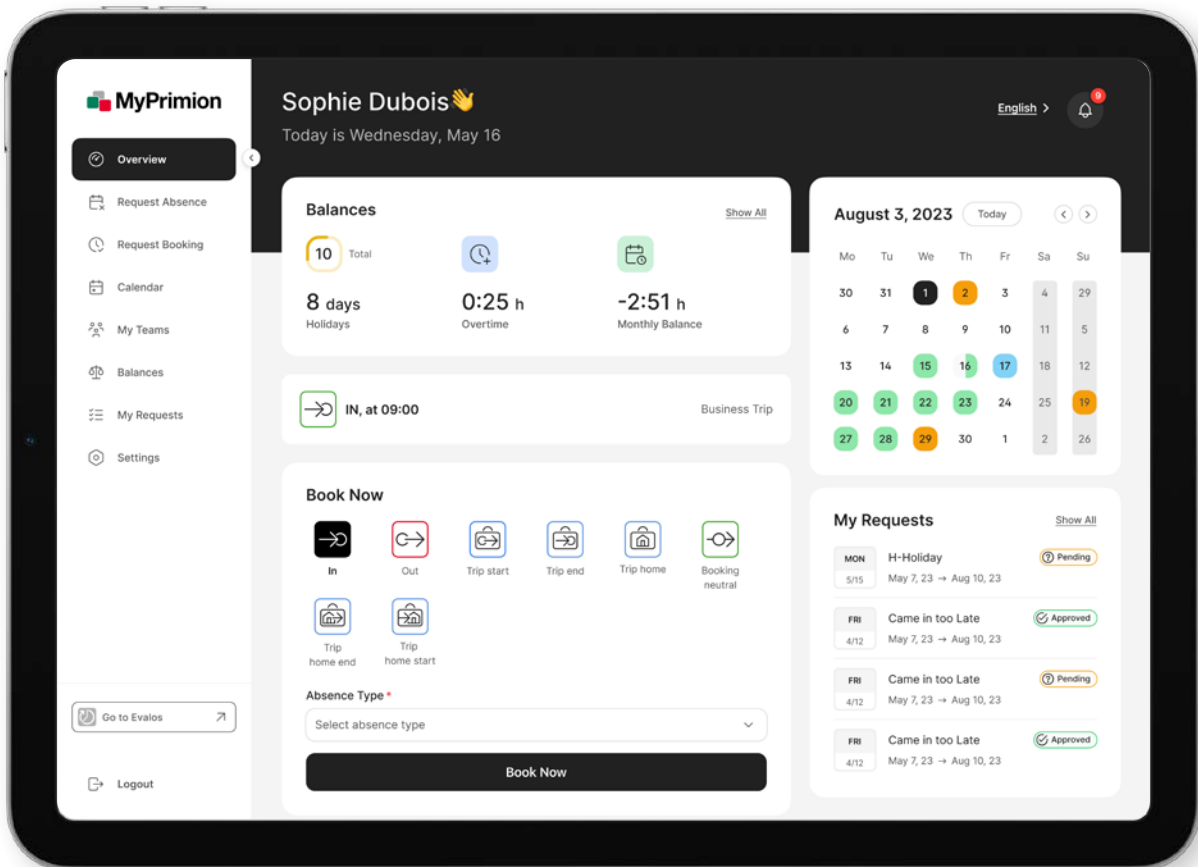 MyPrimion
Overview
Request Absence
Request Booking
Calendar
My Teams
Balances
My Requests
Settings
Go to Evalos
Logout
Sophie Dubois
Today is Wednesday, May 16
English
9
Balances
Show All
10 Total
8 days
Holidays
0:25 h
Overtime
-2:51 h
Monthly Balance
IN, at 09:00
Business Trip
Book Now
In
Out
Trip start
Trip end
Trip home
Booking
neutral
Trip
home end
Trip
home start
Absence Type *
Select absence type
Book Now
August 3, 2023
Today
Mo Tu We Th Fr Sa Su
30 31 1 2 3 4 29
6 7 8 9 10 11 5
13 14 15 16 17 18 12
20 21 22 23 24 25 19
27 28 29 30 1 2 26
My Requests
Show All
MON
5/15
H-Holiday
May 7, 23 → Aug 10, 23
Pending
FRI
4/12
Came in too Late
May 7, 23 → Aug 10, 23
Approved
FRI
4/12
Came in too Late
May 7, 23 → Aug 10, 23
Pending
FRI
4/12
Came in too Late
May 7, 23 → Aug 10, 23
Approved